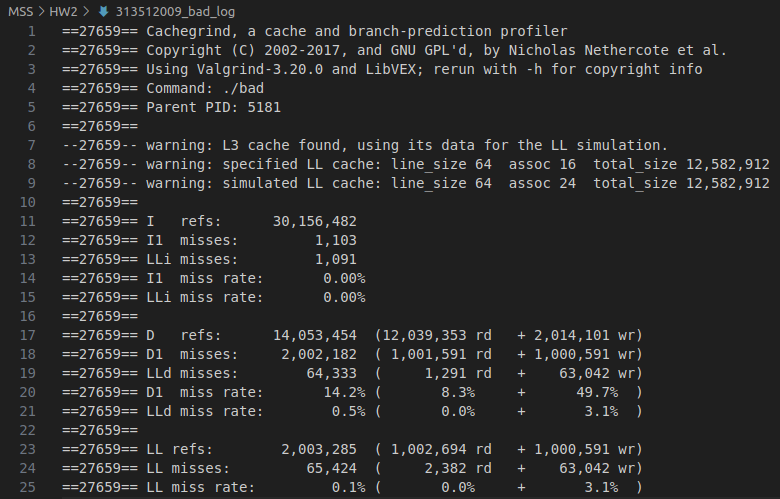 MSS > HW2 > 313512009_bad_log
1 ==27659== Cachegrind, a cache and branch-prediction profiler
2 ==27659== Copyright (C) 2002-2017, and GNU GPL'd, by Nicholas Nethercote et al.
3 ==27659== Using Valgrind-3.20.0 and LibVEX; rerun with -h for copyright info
4 ==27659== Command: ./bad
5 ==27659== Parent PID: 5181
6 ==27659==
7 --27659-- warning: L3 cache found, using its data for the LL simulation.
8 --27659-- warning: specified LL cache: line_size 64  assoc 16  total_size 12,582,912
9 --27659-- warning: simulated LL cache: line_size 64  assoc 24  total_size 12,582,912
10 ==27659==
11 ==27659== I   refs:      30,156,482
12 ==27659== I1  misses:         1,103
13 ==27659== LLi misses:         1,091
14 ==27659== I1  miss rate:       0.00%
15 ==27659== LLi miss rate:       0.00%
16 ==27659==
17 ==27659== D   refs:      14,053,454  (12,039,353 rd   + 2,014,101 wr)
18 ==27659== D1  misses:     2,002,182  ( 1,001,591 rd   + 1,000,591 wr)
19 ==27659== LLd misses:        64,333  (     1,291 rd   +    63,042 wr)
20 ==27659== D1  miss rate:       14.2% (       8.3%     +      49.7%  )
21 ==27659== LLd miss rate:        0.5% (       0.0%     +       3.1%  )
22 ==27659==
23 ==27659== LL refs:        2,003,285  ( 1,002,694 rd   + 1,000,591 wr)
24 ==27659== LL misses:         65,424  (     2,382 rd   +    63,042 wr)
25 ==27659== LL miss rate:         0.1% (       0.0%     +       3.1%  )